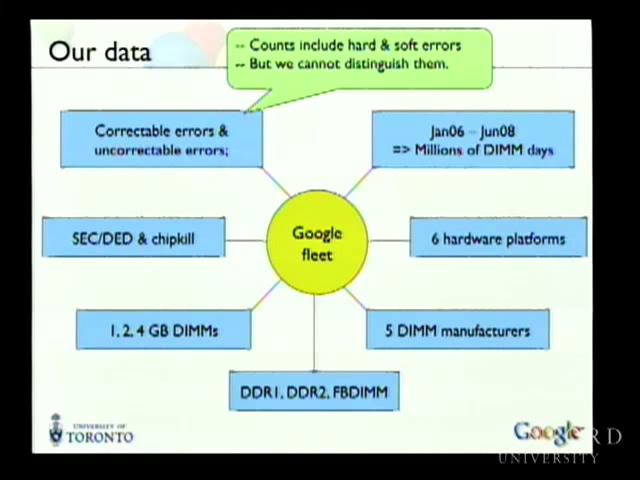 Our data
-- Counts include hard & soft errors
-- But we cannot distinguish them.
Correctable errors &
uncorrectable errors;
Jan06 – Jun08
=> Millions of DIMM days
Google
fleet
SEC/DED & chipkill
6 hardware platforms
1, 2, 4 GB DIMMs
5 DIMM manufacturers
DDR1, DDR2, FBDIMM
UNIVERSITY OF
TORONTO
Google
RD
UNIVERSITY